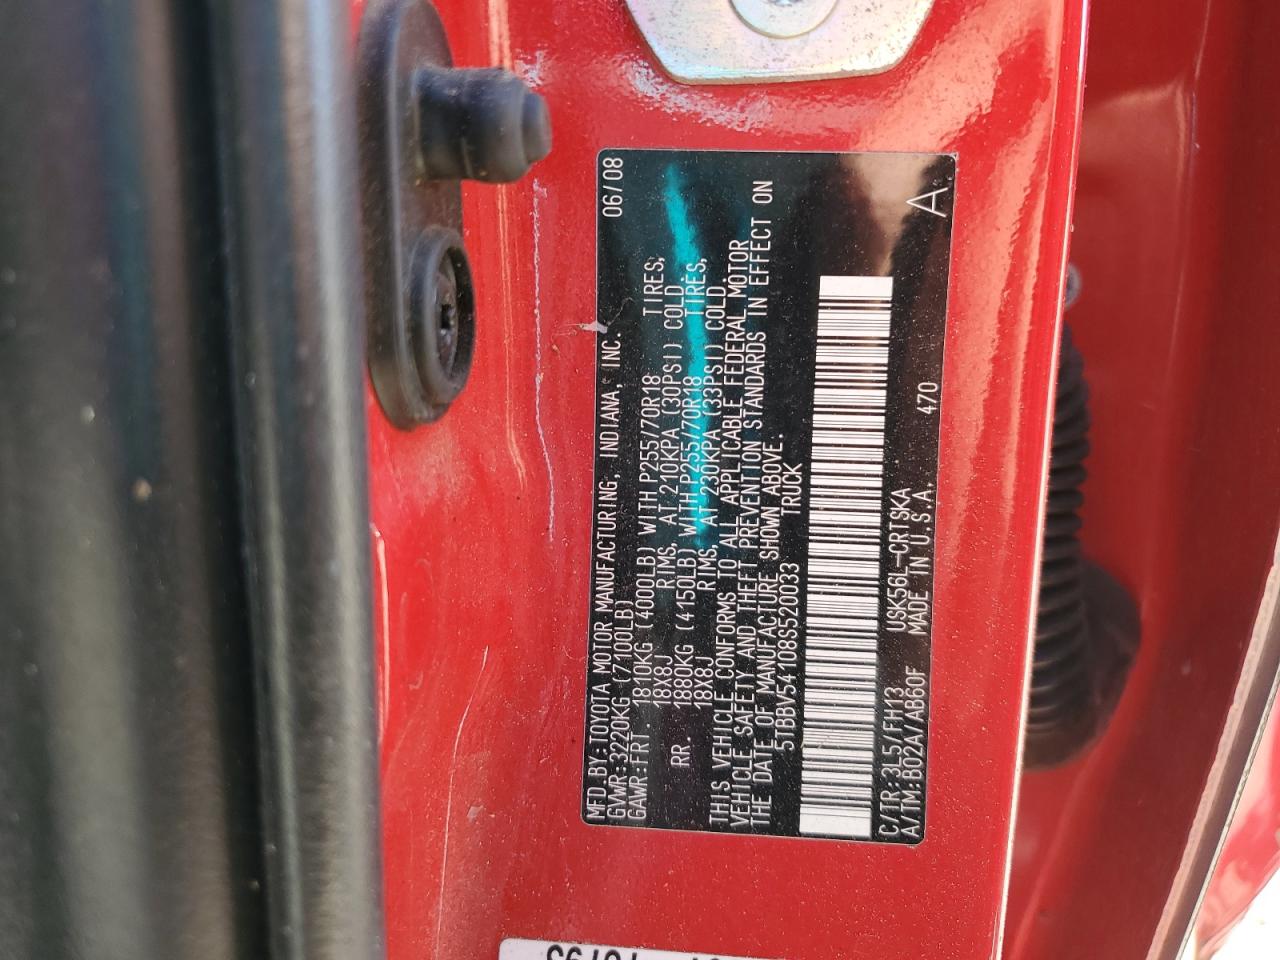 MFD.BY:TOYOTA MOTOR MANUFACTURING, INDIANA, INC. 06/08
GVWR:3220KG (7100LB)
GAWR:FRT. 1810KG (4000LB) WITH P255/70R18 TIRES,
18X8J RIMS, AT 210KPA (30PSI) COLD
RR. 1880KG (4150LB) WITH P255/70R18 TIRES,
18X8J RIMS, AT 230KPA (33PSI) COLD.
THIS VEHICLE CONFORMS TO ALL APPLICABLE FEDERAL MOTOR
VEHICLE SAFETY AND THEFT PREVENTION STANDARDS IN EFFECT ON
THE DATE OF MANUFACTURE SHOWN ABOVE.
5TBBV54108S520033 TRUCK
C/TR:3L5/FH13 USK56L-CRTSKA 470
A/TM:B02A/AB60F MADE IN U.S.A. A